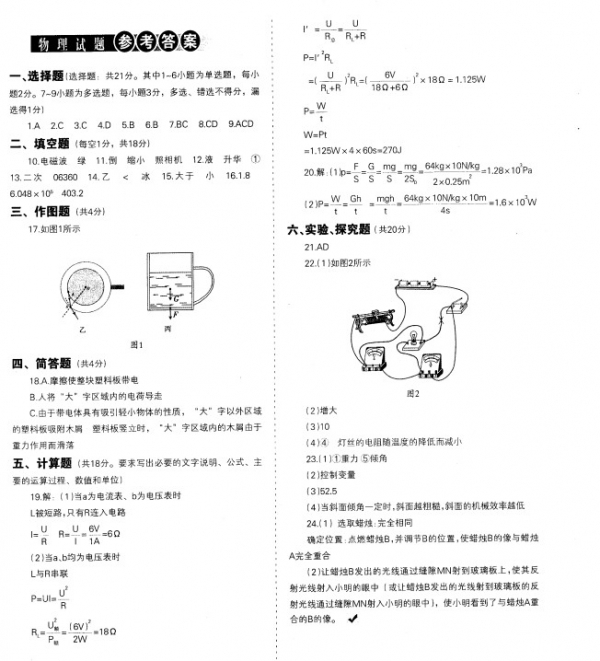 物理试题参考答案
一、选择题(选择题：共21分。其中1-6小题为单选题，每小
题2分。7-9小题为多选题，每小题3分，多选、错选不得分，漏
选得1分)
1.A 2.C 3.C 4.D 5.B 6.B 7.BC 8.CD 9.ACD
二、填空题 (每空1分，共18分)
10.电磁波 绿 11.倒 缩小 照相机 12.液 升华 ①
13.二次 06360 14.乙 < 冰 15.大于 小 16.1.8
6.048×10⁵ 403.2
三、作图题 (共4分)
17.如图1所示
G
F
乙 丙
图1
四、简答题 (共4分)
18.A.摩擦使整块塑料板带电
B.人将“大”字区域内的电荷导走
C.由于带电体具有吸引轻小物体的性质，“大”字以外区域
的塑料板吸附木屑 塑料板竖立时，“大”字区域内的木屑由于
重力作用而滑落
五、计算题 (共18分。要求写出必要的文字说明、公式、主
要的运算过程、数值和单位)
19.解：(1)当a为电流表、b为电压表时
L被短路,只有R连入电路
I=U/R R=U/I=6V/1A=6Ω
(2)当a、b均为电压表时
L与R串联
P=UI=U²/R
R_L=U²额/P额=(6V)²/2W=18Ω
I′=U/R总=U/(R_L+R)
P=I′²R_L
=(U/(R_L+R))²R_L=(6V/(18Ω+6Ω))²×18Ω=1.125W
P=W/t
W=Pt
=1.125W×4×60s=270J
20.解:(1)p=F/S=G/S=mg/S=mg/2S₀=64kg×10N/kg/2×0.25m²=1.28×10³Pa
(2)P=W/t=Gh/t=mgh/t=64kg×10N/kg×10m/4s=1.6×10³W
六、实验、探究题 (共20分)
21.AD
22.(1)如图2所示
图2
(2)增大
(3)10
(4)④ 灯丝的电阻随温度的降低而减小
23.(1)①重力⑤倾角
(2)控制变量
(3)52.5
(4)当斜面倾角一定时,斜面越粗糙,斜面的机械效率越低
24.(1) 选取蜡烛:完全相同
确定位置:点燃蜡烛B,并调节B的位置,使蜡烛B的像与蜡烛
A完全重合
(2)让蜡烛B发出的光线通过缝隙MN射到玻璃板上,使其反
射光线射入小明的眼中(或让蜡烛B发出的光线射到玻璃板的反
射光线通过缝隙MN射入小明的眼中)，使小明看到了与蜡烛A重
合的B的像。